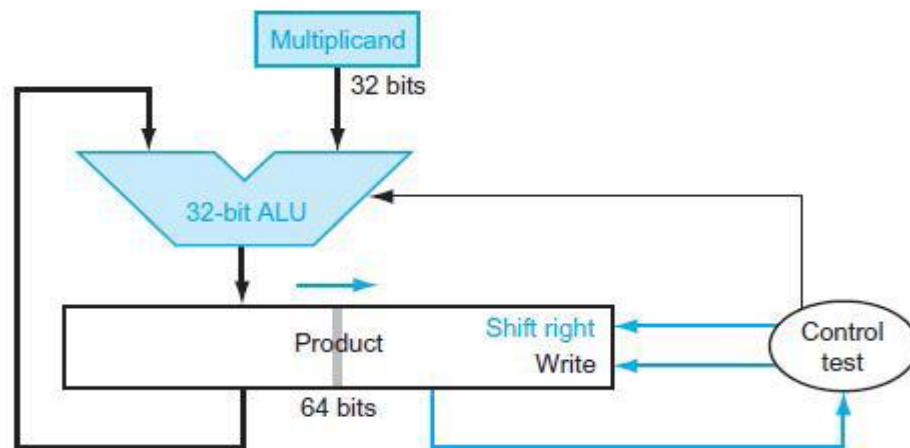 Multiplicand
32 bits
32-bit ALU
Product
Shift right
Write
64 bits
Control
test